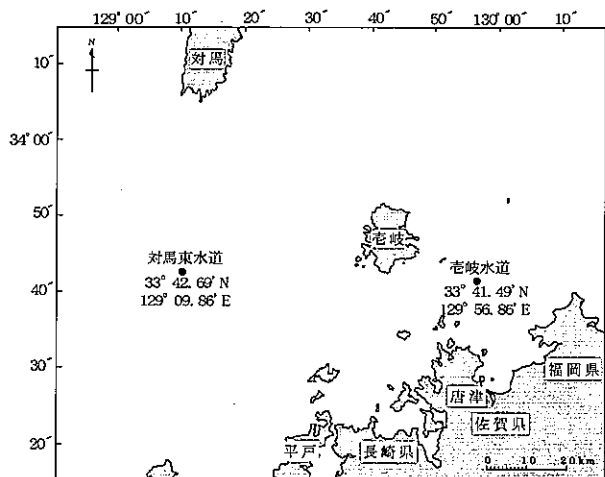 129° 00′ 10′ 20′ 30′ 40′ 50′ 130° 00′ 10′
N
対馬
10′
34° 00′
50′
壱岐
対馬東水道
33° 42.69′N
129° 09.86′E
壱岐水道
33° 41.49′N
129° 56.86′E
40′
30′
福岡県
唐津
佐賀県
20′
平戸
長崎県
0 10 20km